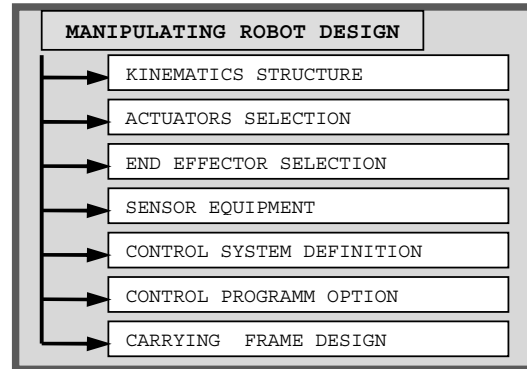 MANIPULATING ROBOT DESIGN
KINEMATICS STRUCTURE
ACTUATORS SELECTION
END EFFECTOR SELECTION
SENSOR EQUIPMENT
CONTROL SYSTEM DEFINITION
CONTROL PROGRAMM OPTION
CARRYING  FRAME DESIGN